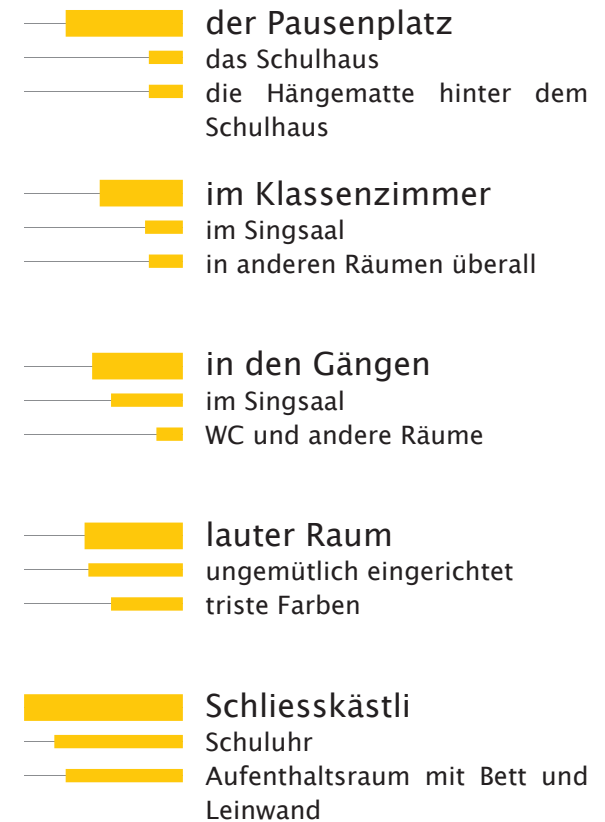 der Pausenplatz
das Schulhaus
die Hängematte hinter dem
Schulhaus
im Klassenzimmer
im Singsaal
in anderen Räumen überall
in den Gängen
im Singsaal
WC und andere Räume
lauter Raum
ungemütlich eingerichtet
triste Farben
Schliesskästli
Schuluhr
Aufenthaltsraum mit Bett und
Leinwand